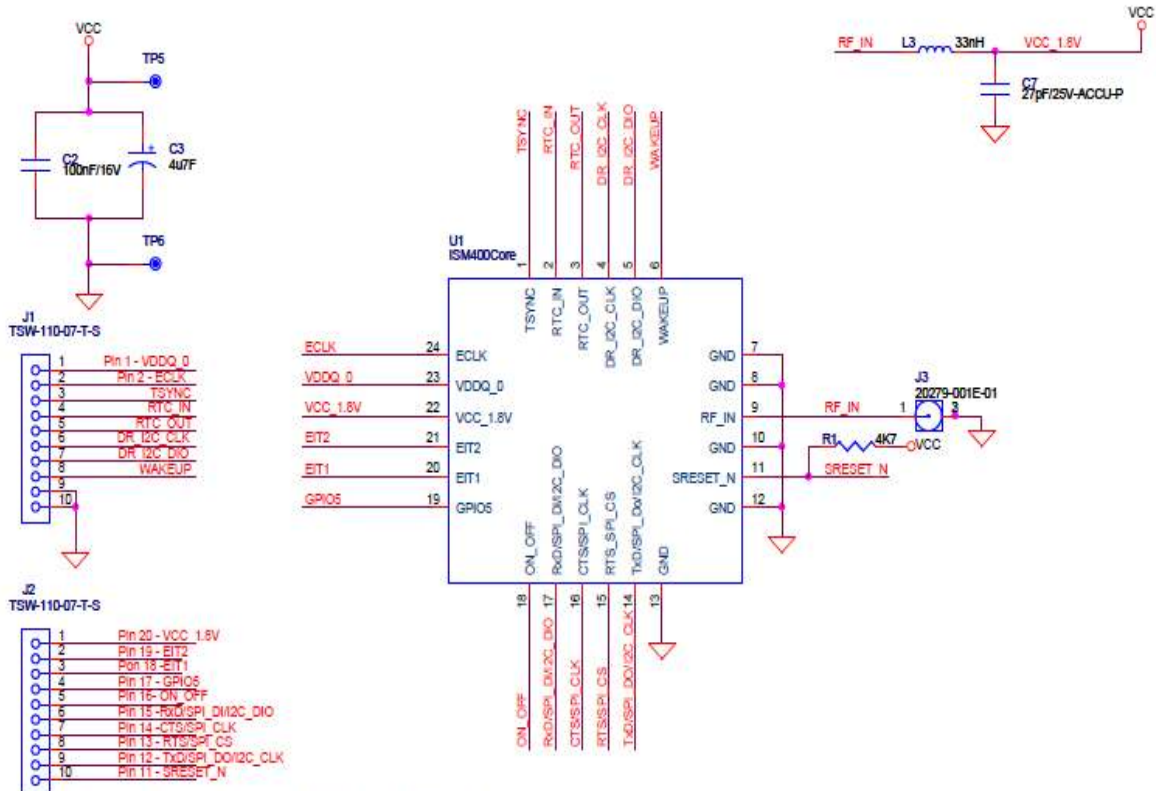 VCC
TP5
C2
100nF/16V
+
C3
4u7F
TP6
RF_IN
L3
33nH
VCC_1.8V
VCC
C7
27pF/25V-ACCU-P
TSYNC
RTC_IN
RTC_OUT
DR_I2C_CLK
DR_I2C_DIO
WAKEUP
U1
ISM400Core
1
2
3
4
5
6
TSYNC
RTC_IN
RTC_OUT
DR_I2C_CLK
DR_I2C_DIO
WAKEUP
ECLK 24 ECLK
VDDQ_0 23 VDDQ_0
VCC_1.8V 22 VCC_1.8V
EIT2 21 EIT2
EIT1 20 EIT1
GPIO5 19 GPIO5
GND 7
GND 8
RF_IN 9 RF_IN
GND 10
SRESET_N 11 SRESET_N
GND 12
J3
20279-001E-01
1
R1 4K7
VCC
ON_OFF
RxD/SPI_DI/I2C_DIO
CTS/SPI_CLK
RTS_SPI_CS
TxD/SPI_Do/I2C_CLK
GND
18
17
16
15
14
13
ON_OFF
RxD/SPI_DI/I2C_DIO
CTS/SPI_CLK
RTS/SPI_CS
TxD/SPI_DO/I2C_CLK
J1
TSW-110-07-T-S
1 Pin 1 - VDDQ_0
2 Pin 2 - ECLK
3 TSYNC
4 RTC_IN
5 RTC_OUT
6 DR_I2C_CLK
7 DR_I2C_DIO
8 WAKEUP
9
10
J2
TSW-110-07-T-S
1 Pin 20 - VCC_1.8V
2 Pin 19 - EIT2
3 Pon 18 -EIT1
4 Pin 17 - GPIO5
5 Pin 16- ON_OFF
6 Pin 15 -RxD/SPI_DI/I2C_DIO
7 Pin 14 - CTS/SPI_CLK
8 Pin 13 - RTS/SPI_CS
9 Pin 12 - TxD/SPI_DO/I2C_CLK
10 Pin 11 - SRESET_N